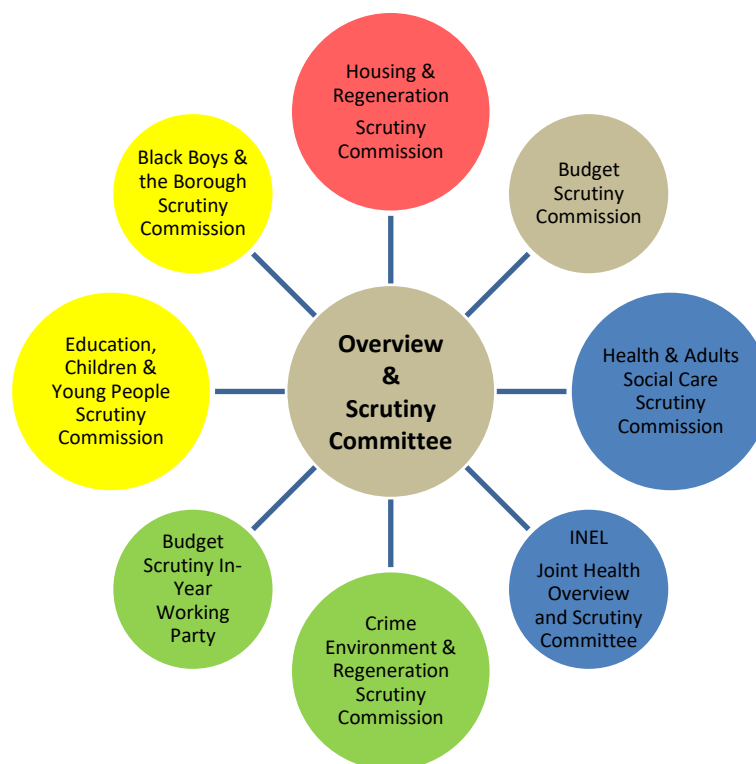 Housing &
Regeneration
Scrutiny
Commission
Black Boys &
the Borough
Scrutiny
Commission
Budget
Scrutiny
Commission
Education,
Children &
Young People
Scrutiny
Commission
Overview
&
Scrutiny
Committee
Health & Adults
Social Care
Scrutiny
Commission
Budget
Scrutiny In-
Year
Working
Party
Crime
Environment &
Regeneration
Scrutiny
Commission
INEL
Joint Health
Overview
and Scrutiny
Committee